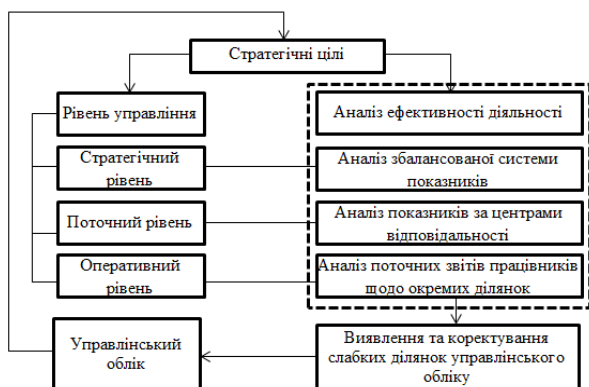 Стратегічні цілі
Рівень управління
Аналіз ефективності діяльності
Стратегічний
рівень
Аналіз збалансованої системи
показників
Поточний рівень
Аналіз показників за центрами
відповідальності
Оперативний
рівень
Аналіз поточних звітів працівників
щодо окремих ділянок
Управлінський
облік
Виявлення та коректування
слабких ділянок управлінського
обліку